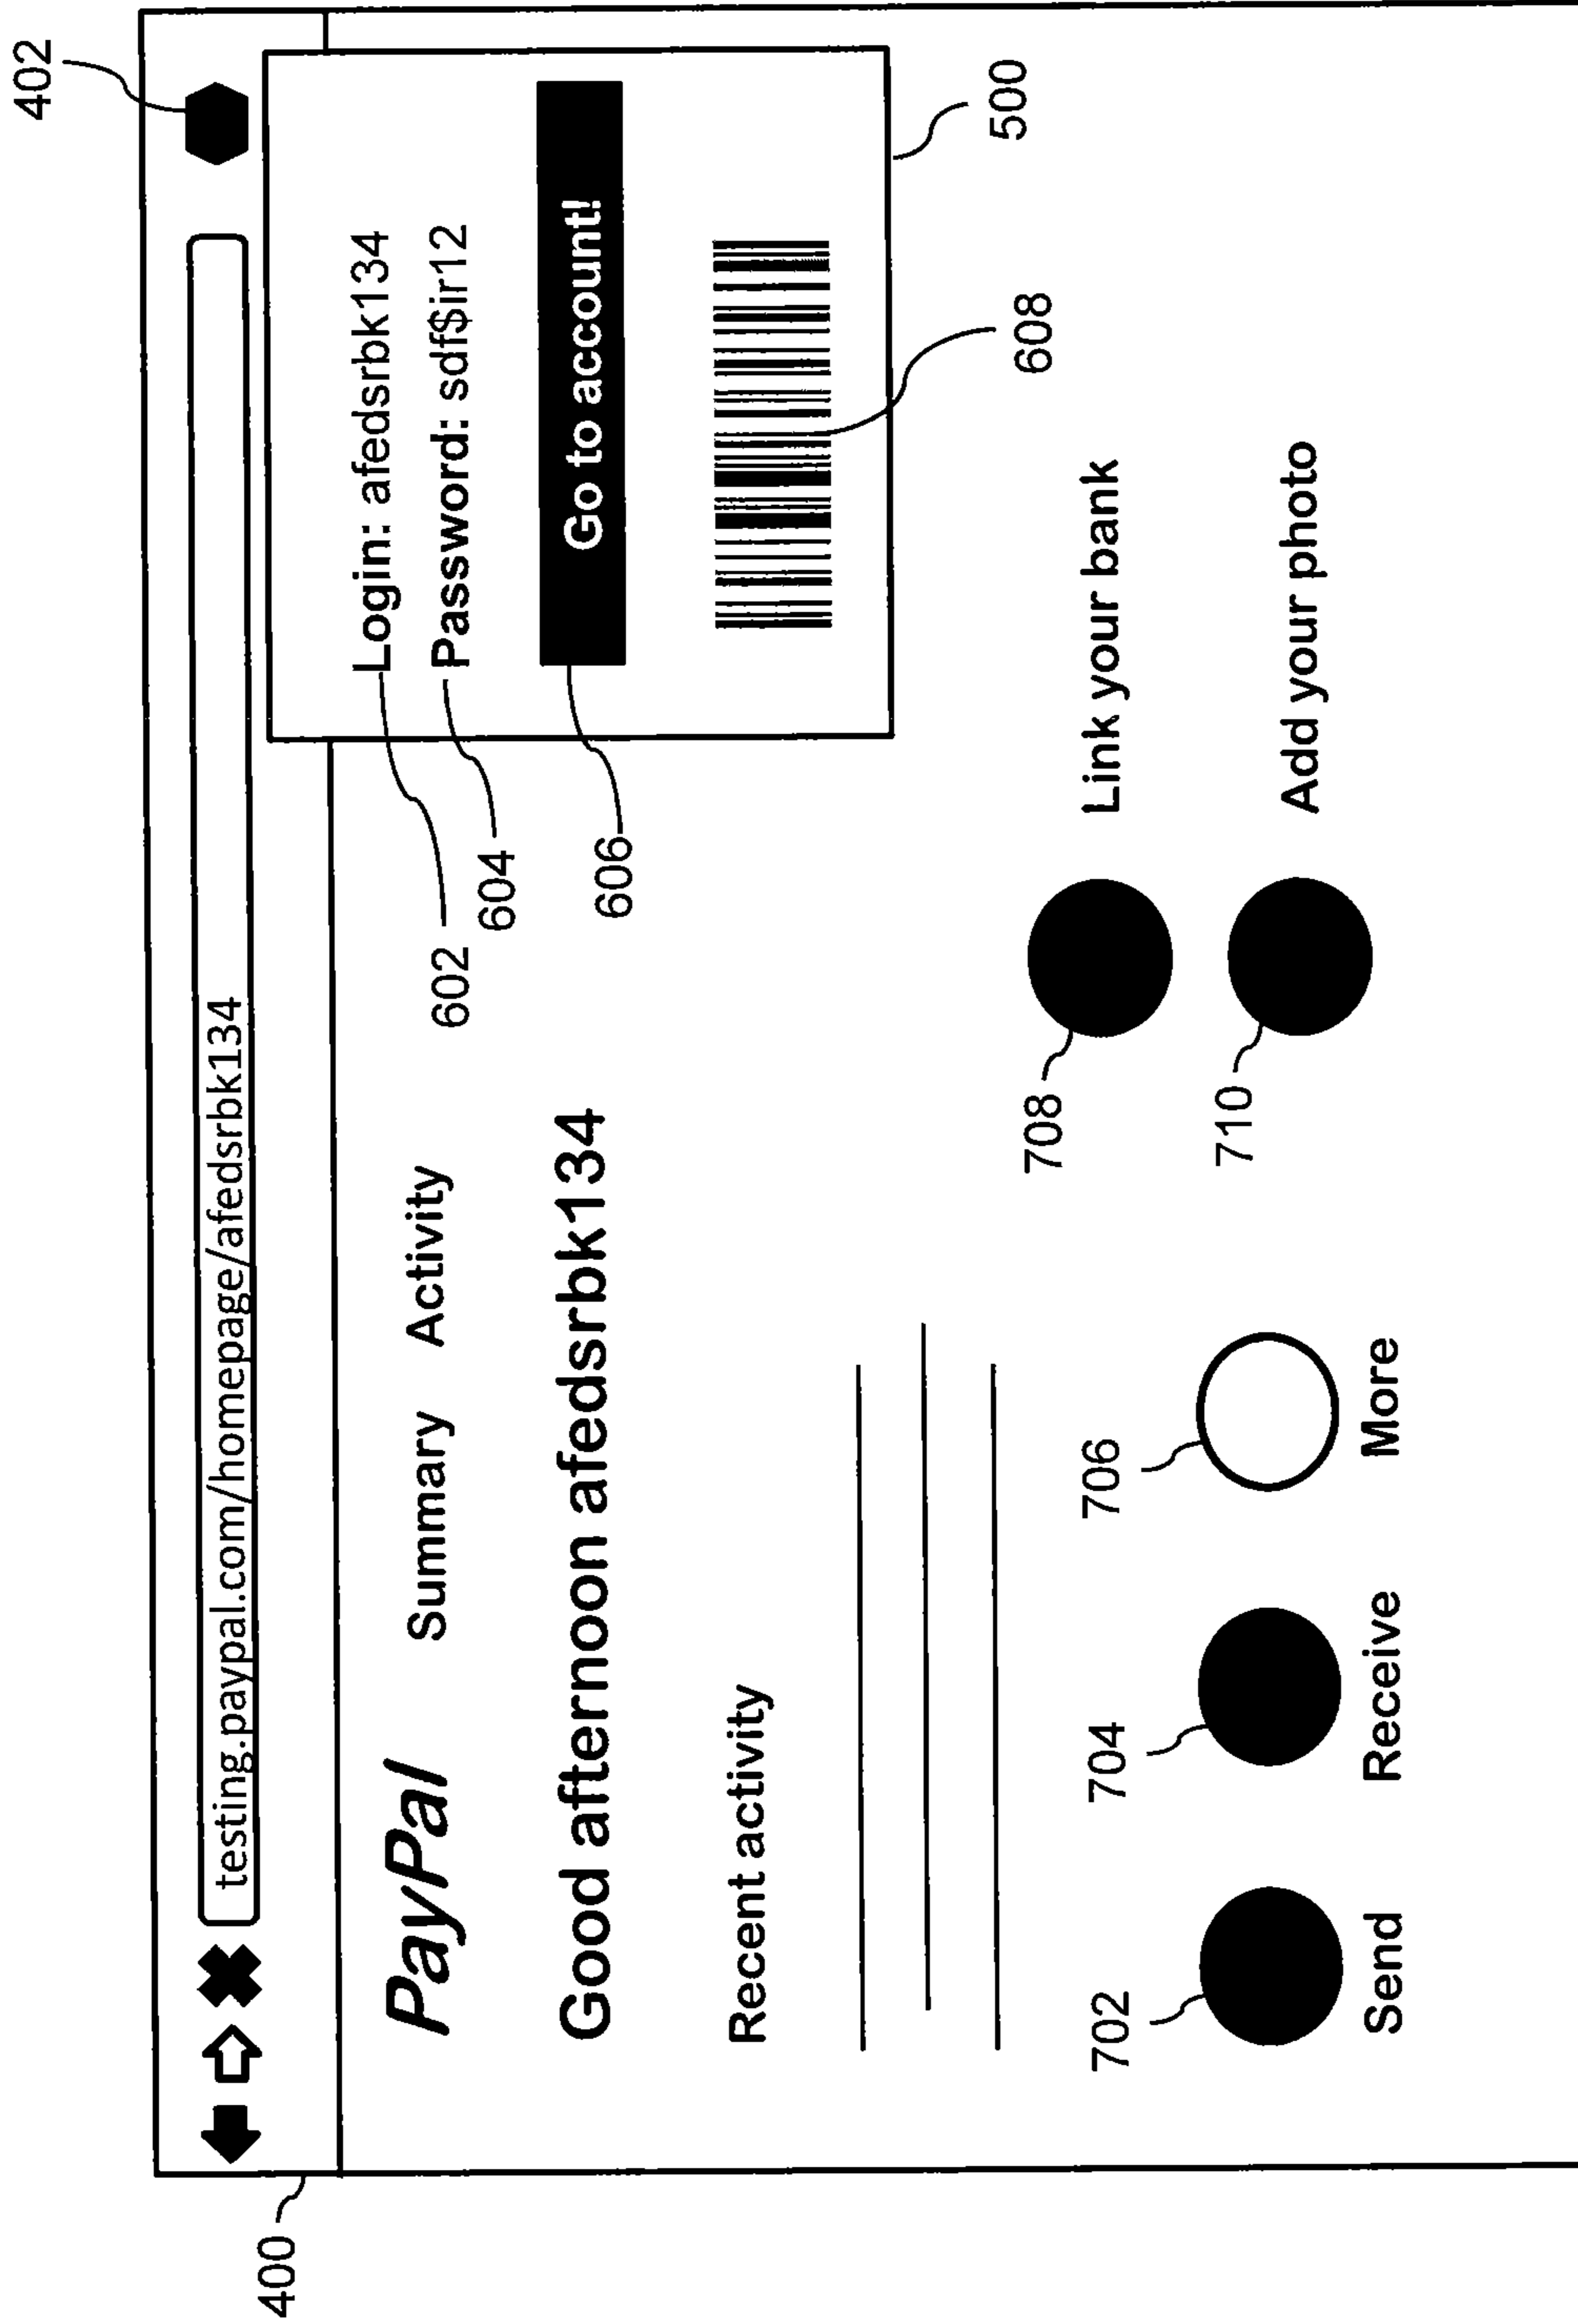 402
400
testing.paypal.com/homepage/afedsrbk134
PayPal
Summary
Activity
602
Login: afedsrbk134
604
Password: sdf$ir12
Good afternoon afedsrbk134
606
Go to account!
Recent activity
608
500
708
Link your bank
702
704
706
710
Add your photo
Send
Receive
More